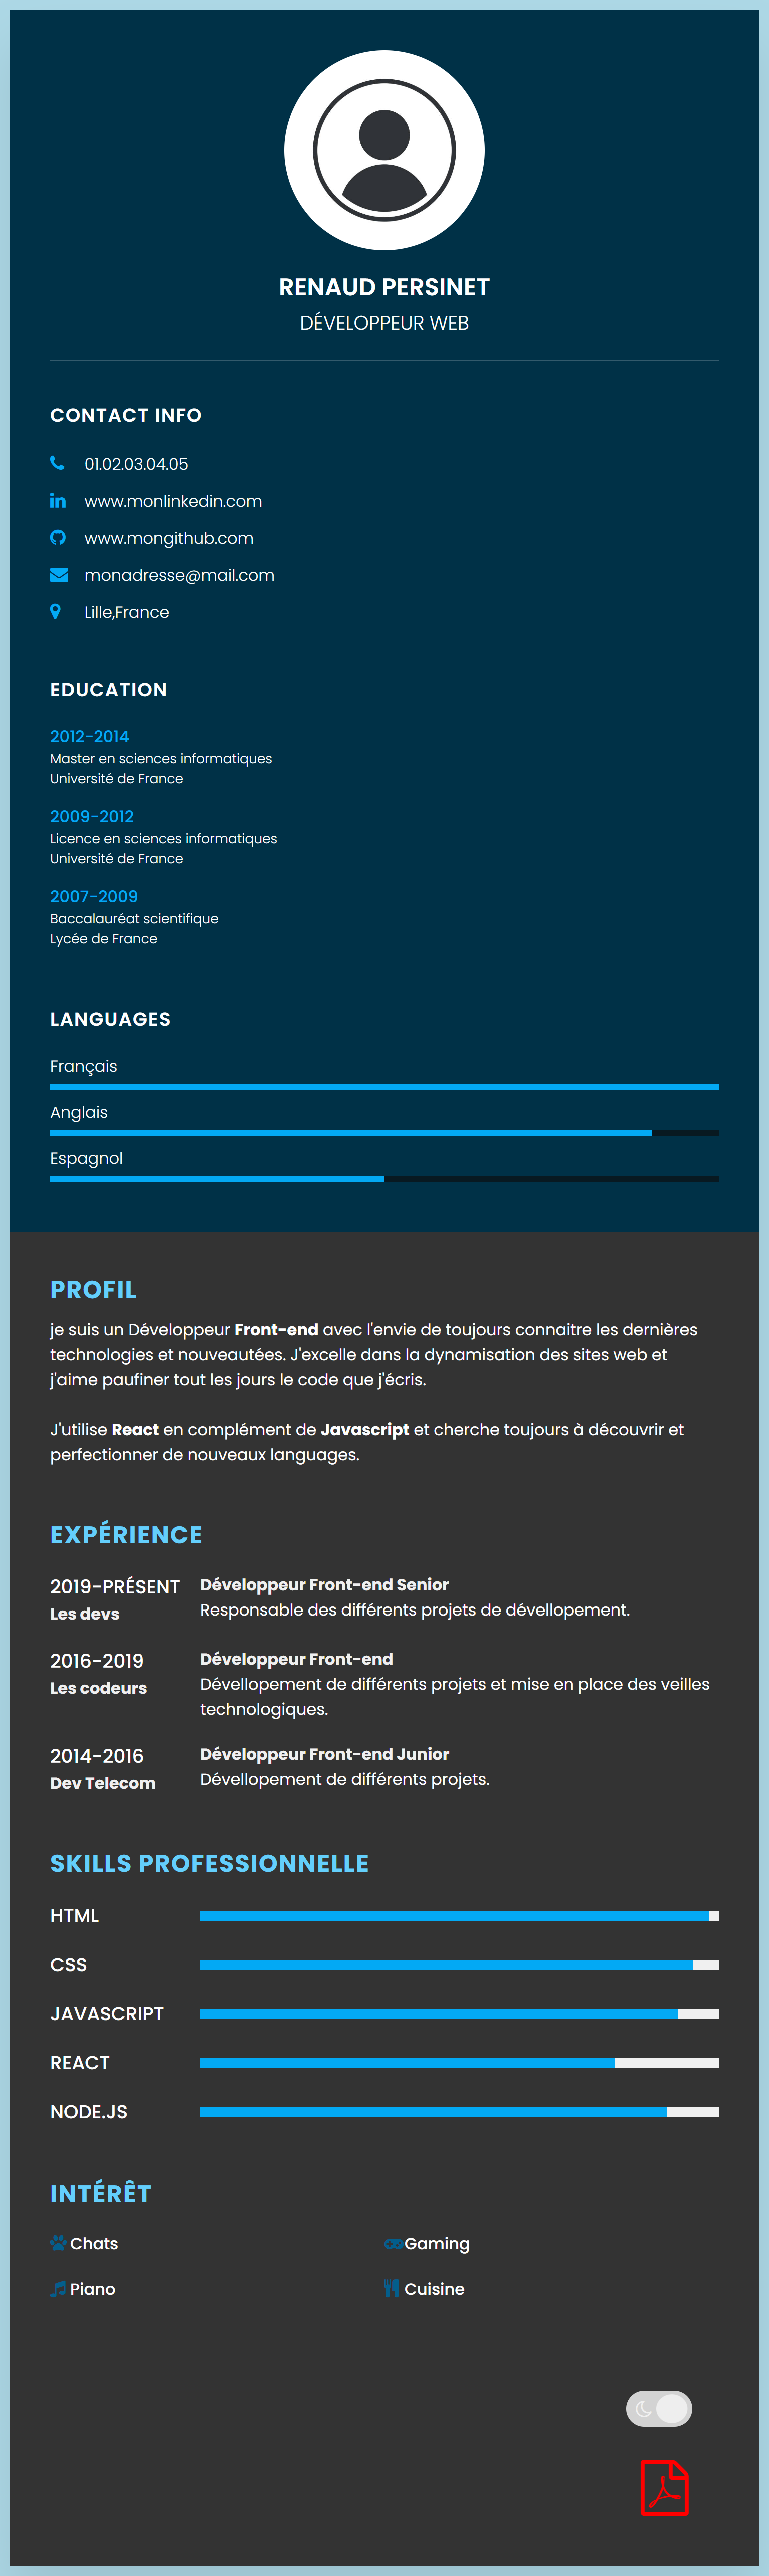 RENAUD PERSINET
DÉVELOPPEUR WEB
CONTACT INFO
01.02.03.04.05
www.monlinkedin.com
www.mongithub.com
monadresse@mail.com
Lille,France
EDUCATION
2012-2014
Master en sciences informatiques
Université de France
2009-2012
Licence en sciences informatiques
Université de France
2007-2009
Baccalauréat scientifique
Lycée de France
LANGUAGES
Français
Anglais
Espagnol
PROFIL
je suis un Développeur Front-end avec l'envie de toujours connaitre les dernières
technologies et nouveautées. J'excelle dans la dynamisation des sites web et
j'aime paufiner tout les jours le code que j'écris.
J'utilise React en complément de Javascript et cherche toujours à découvrir et
perfectionner de nouveaux languages.
EXPÉRIENCE
2019-PRÉSENT
Les devs
Développeur Front-end Senior
Responsable des différents projets de dévellopement.
2016-2019
Les codeurs
Développeur Front-end
Dévellopement de différents projets et mise en place des veilles
technologiques.
2014-2016
Dev Telecom
Développeur Front-end Junior
Dévellopement de différents projets.
SKILLS PROFESSIONNELLE
HTML
CSS
JAVASCRIPT
REACT
NODE.JS
INTÉRÊT
Chats
Gaming
Piano
Cuisine